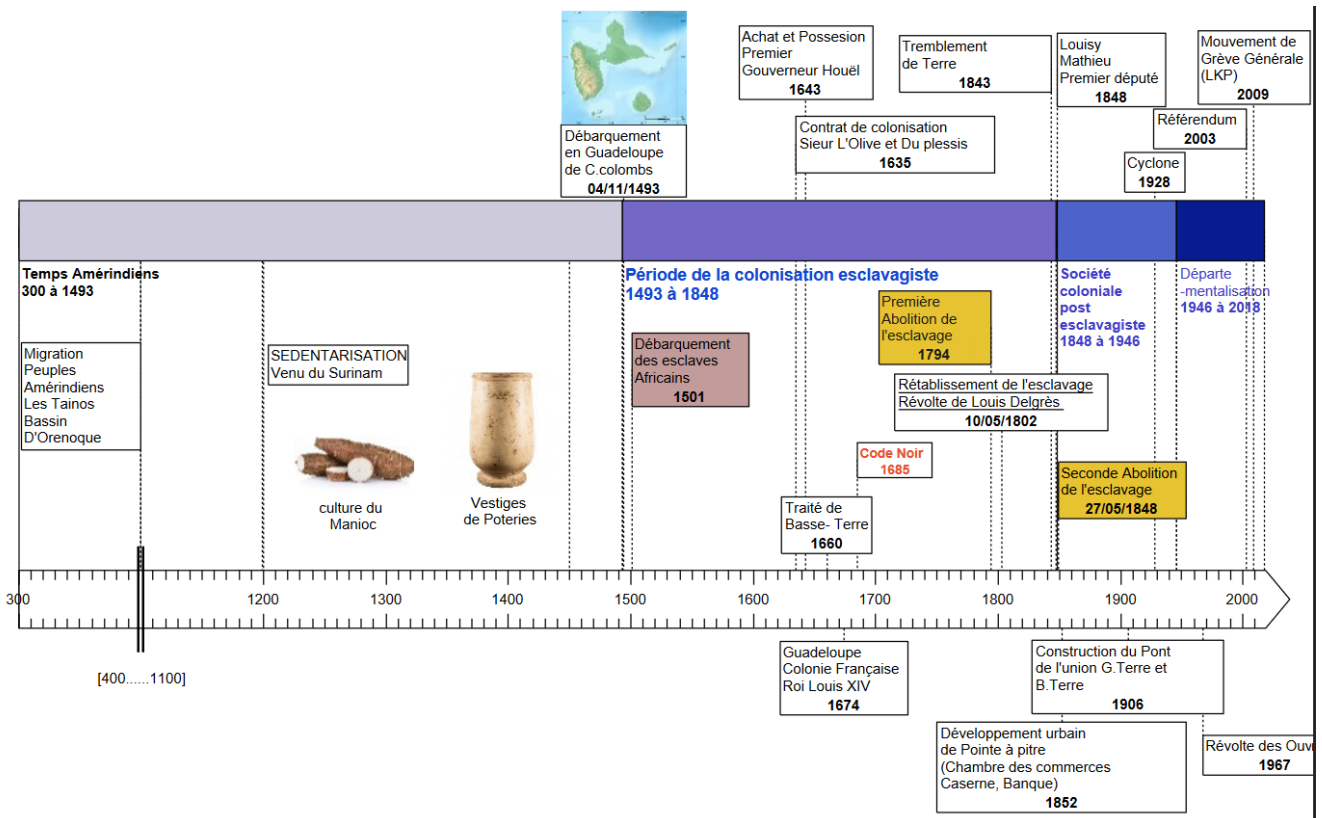 Débarquement
en Guadeloupe
de C.colombs
04/11/1493
Achat et Possesion
Premier
Gouverneur Houël
1643
Contrat de colonisation
Sieur L'Olive et Du plessis
1635
Tremblement
de Terre
1843
Louisy
Mathieu
Premier député
1848
Cyclone
1928
Référendum
2003
Mouvement de
Grève Générale
(LKP)
2009
Temps Amérindiens
300 à 1493
Période de la colonisation esclavagiste
1493 à 1848
Société
coloniale
post
esclavagiste
1848 à 1946
Départe
-mentalisation
1946 à 2018
Migration
Peuples
Amérindiens
Les Tainos
Bassin
D'Orenoque
SEDENTARISATION
Venu du Surinam
culture du
Manioc
Vestiges
de Poteries
Débarquement
des esclaves
Africains
1501
Première
Abolition de
l'esclavage
1794
Rétablissement de l'esclavage
Révolte de Louis Delgrès
10/05/1802
Code Noir
1685
Traité de
Basse- Terre
1660
Seconde Abolition
de l'esclavage
27/05/1848
300 1200 1300 1400 1500 1600 1700 1800 1900 2000
[400......1100]
Guadeloupe
Colonie Française
Roi Louis XIV
1674
Construction du Pont
de l'union G.Terre et
B.Terre
1906
Développement urbain
de Pointe à pitre
(Chambre des commerces
Caserne, Banque)
1852
Révolte des Ouv
1967